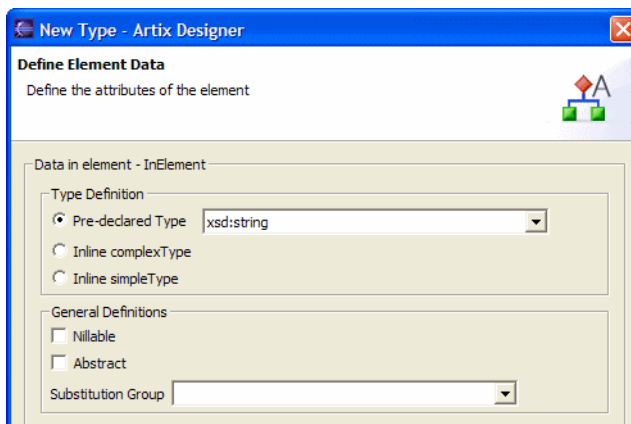 New Type - Artix Designer
Define Element Data
Define the attributes of the element
A
Data in element - InElement
Type Definition
Pre-declared Type xsd:string
Inline complexType
Inline simpleType
General Definitions
Nillable
Abstract
Substitution Group